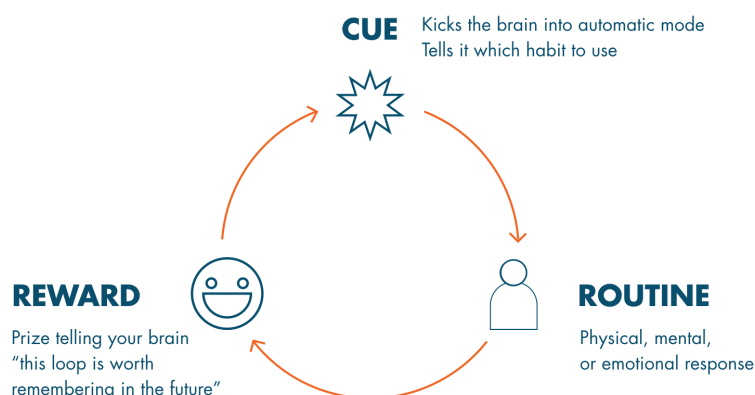 CUE
Kicks the brain into automatic mode
Tells it which habit to use
REWARD
Prize telling your brain
“this loop is worth
remembering in the future”
ROUTINE
Physical, mental,
or emotional response